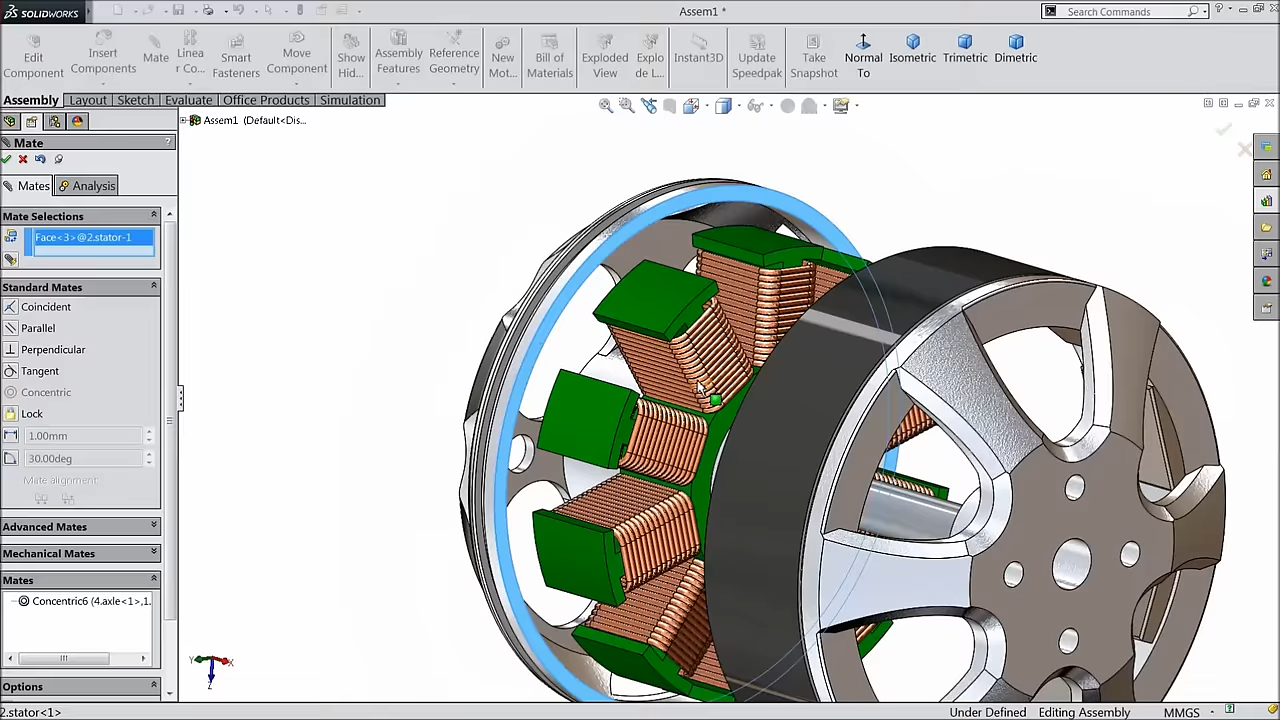 SOLIDWORKS
Assem1 *
Search Commands
Edit Component
Insert Components
Mate
Linea r Co...
Smart Fasteners
Move Component
Show Hid...
Assembly Features
Reference Geometry
New Mot...
Bill of Materials
Exploded View
Explo de L...
Instant3D
Update Speedpak
Take Snapshot
Normal To
Isometric
Trimetric
Dimetric
Assembly Layout Sketch Evaluate Office Products Simulation
Assem1 (Default<Dis...
Mate ?
Mates Analysis
Mate Selections
Face<3>@2.stator-1
Standard Mates
Coincident
Parallel
Perpendicular
Tangent
Concentric
Lock
1.00mm
30.00deg
Mate alignment:
Advanced Mates
Mechanical Mates
Mates
Concentric6 (4.axle<1>,1.
Options
Y X
Z
2.stator<1> Under Defined Editing Assembly MMGS